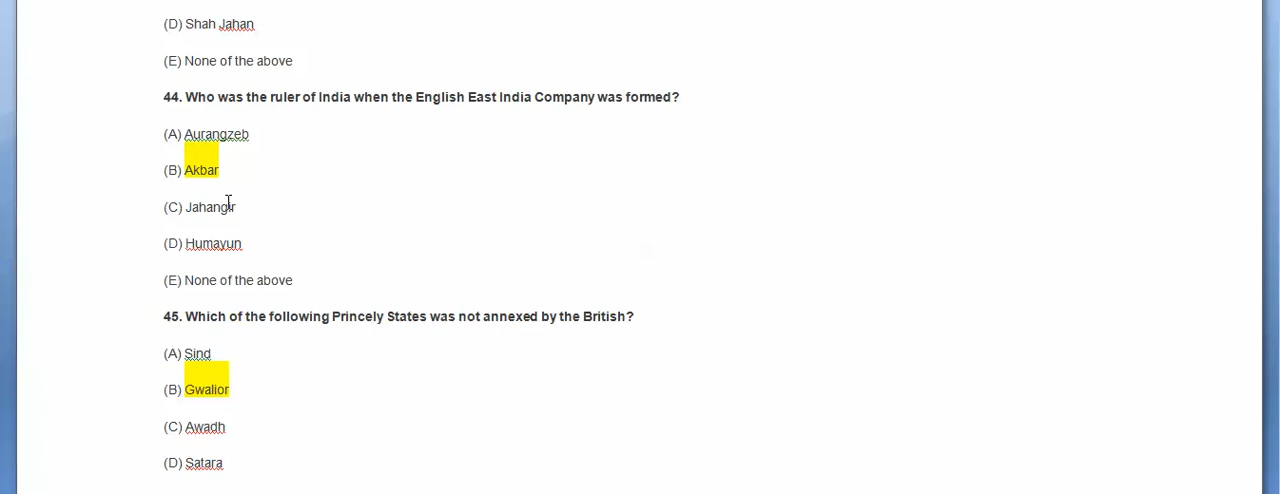 (D) Shah Jahan
(E) None of the above
44. Who was the ruler of India when the English East India Company was formed?
(A) Aurangzeb
(B) Akbar
(C) Jahangir
(D) Humayun
(E) None of the above
45. Which of the following Princely States was not annexed by the British?
(A) Sind
(B) Gwalior
(C) Awadh
(D) Satara